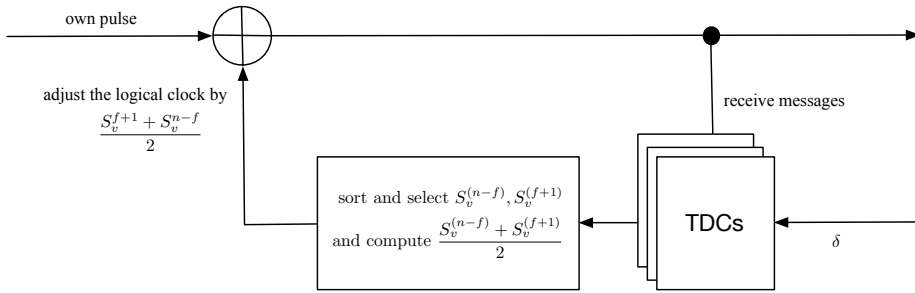 own pulse
adjust the logical clock by
$\frac{S_v^{f+1} + S_v^{n-f}}{2}$
receive messages
sort and select $S_v^{(n-f)}, S_v^{(f+1)}$
and compute $\frac{S_v^{(n-f)} + S_v^{(f+1)}}{2}$
TDCs
δ